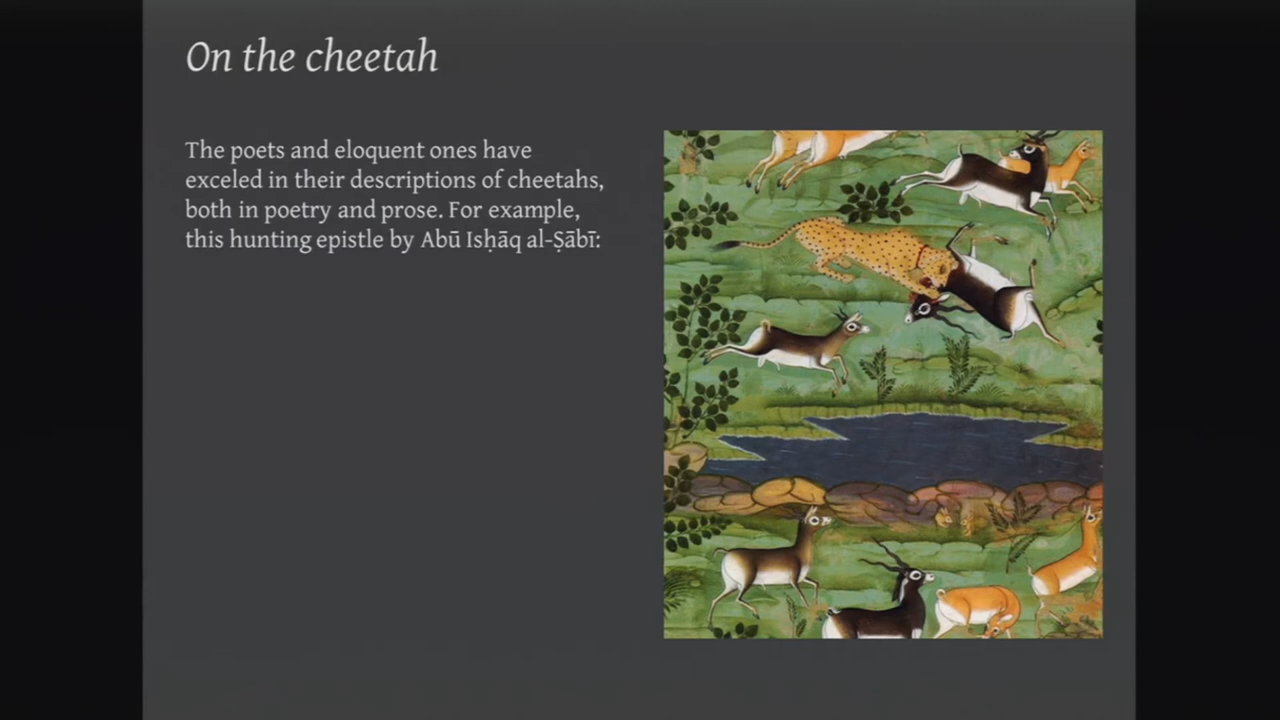 On the cheetah
The poets and eloquent ones have
exceled in their descriptions of cheetahs,
both in poetry and prose. For example,
this hunting epistle by Abū Isḥāq al-Ṣābī: